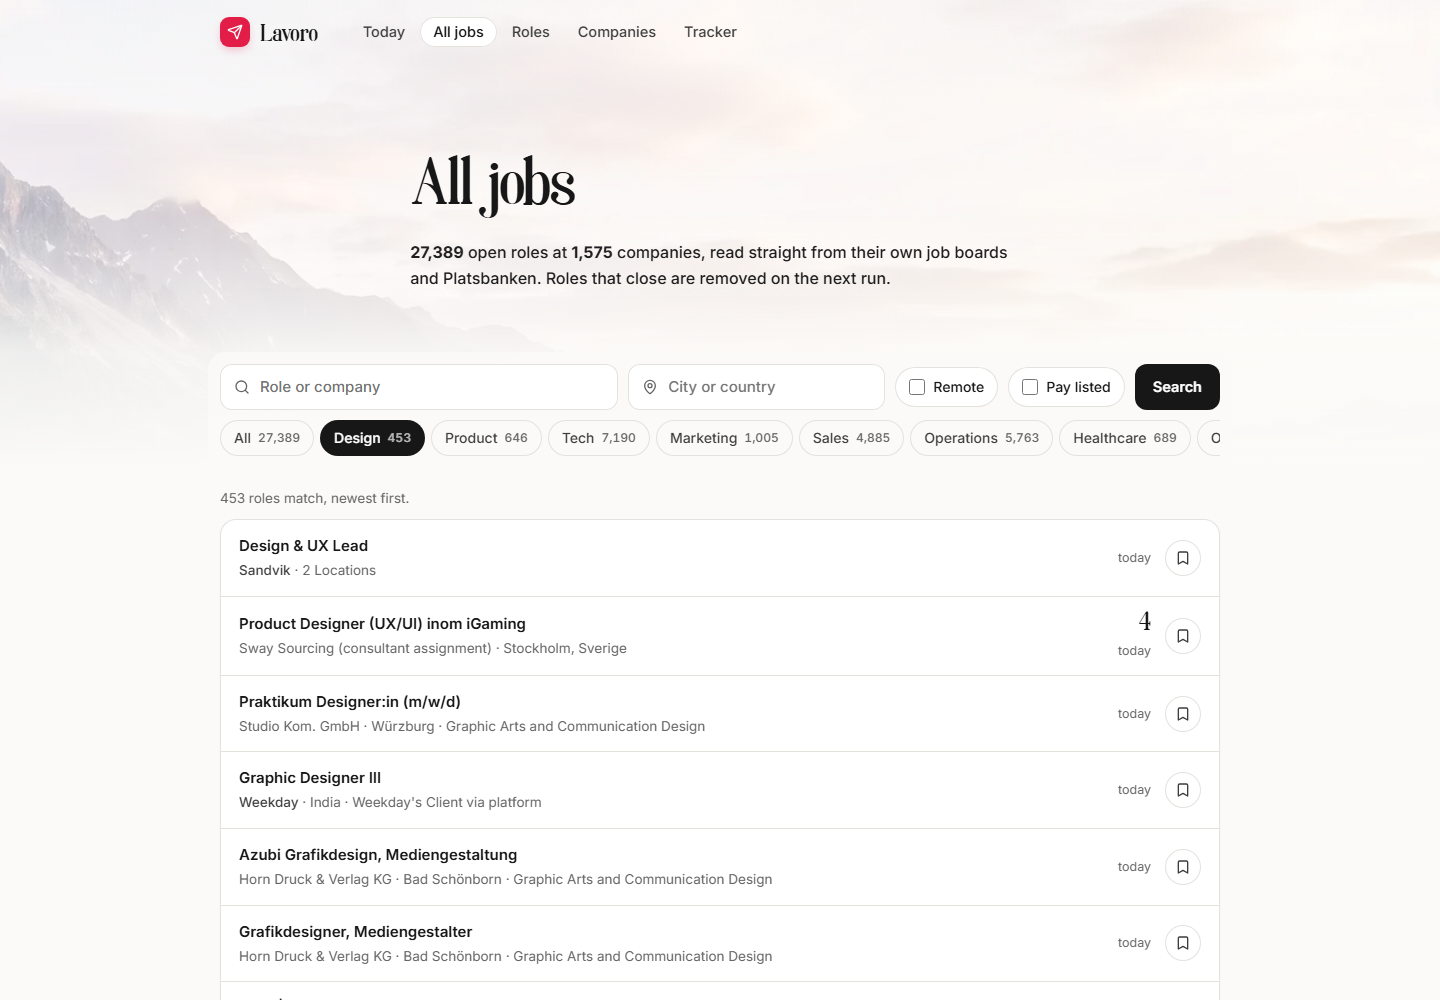 Lavoro
Today
All jobs
Roles
Companies
Tracker
All jobs
27,389 open roles at 1,575 companies, read straight from their own job boards
and Platsbanken. Roles that close are removed on the next run.
Role or company
City or country
Remote
Pay listed
Search
All 27,389
Design 453
Product 646
Tech 7,190
Marketing 1,005
Sales 4,885
Operations 5,763
Healthcare 689
453 roles match, newest first.
Design & UX Lead
Sandvik · 2 Locations
today
Product Designer (UX/UI) inom iGaming
Sway Sourcing (consultant assignment) · Stockholm, Sverige
4
today
Praktikum Designer:in (m/w/d)
Studio Kom. GmbH · Würzburg · Graphic Arts and Communication Design
today
Graphic Designer III
Weekday · India · Weekday's Client via platform
today
Azubi Grafikdesign, Mediengestaltung
Horn Druck & Verlag KG · Bad Schönborn · Graphic Arts and Communication Design
today
Grafikdesigner, Mediengestalter
Horn Druck & Verlag KG · Bad Schönborn · Graphic Arts and Communication Design
today